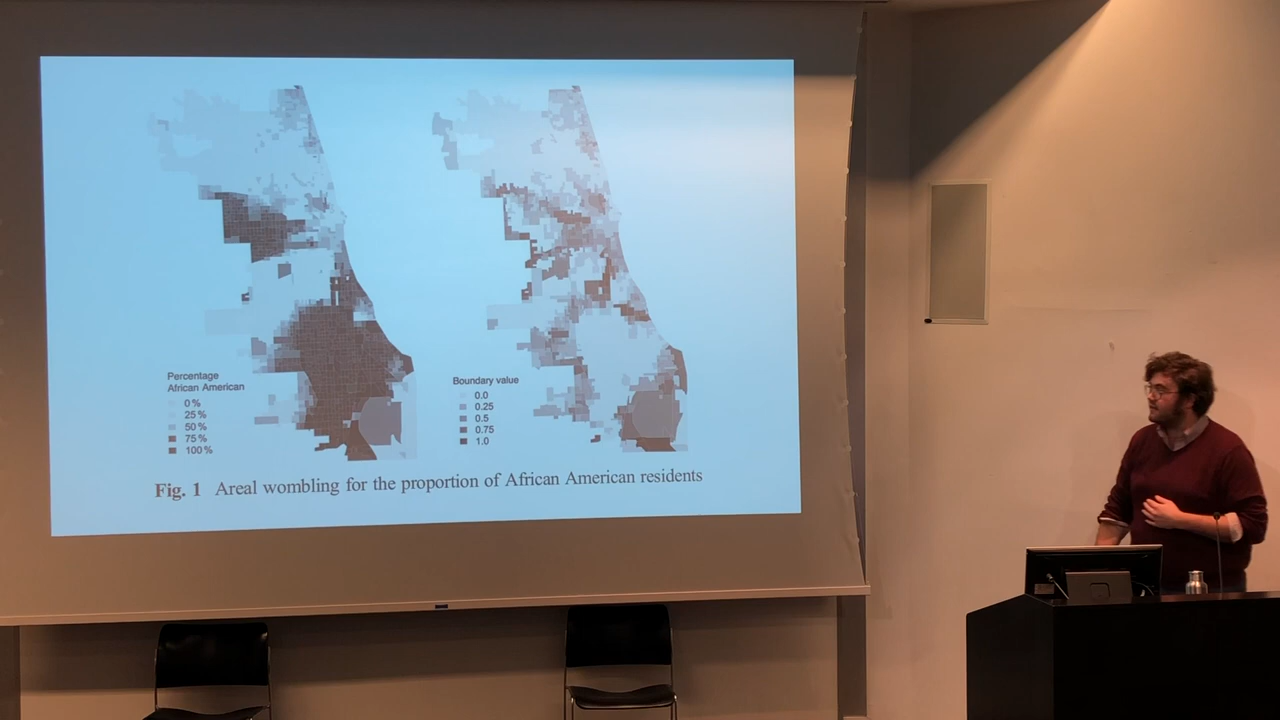 Percentage
African American
0 %
25 %
50 %
75 %
100 %
Boundary value
0.0
0.25
0.5
0.75
1.0
Fig. 1 Areal wombling for the proportion of African American residents